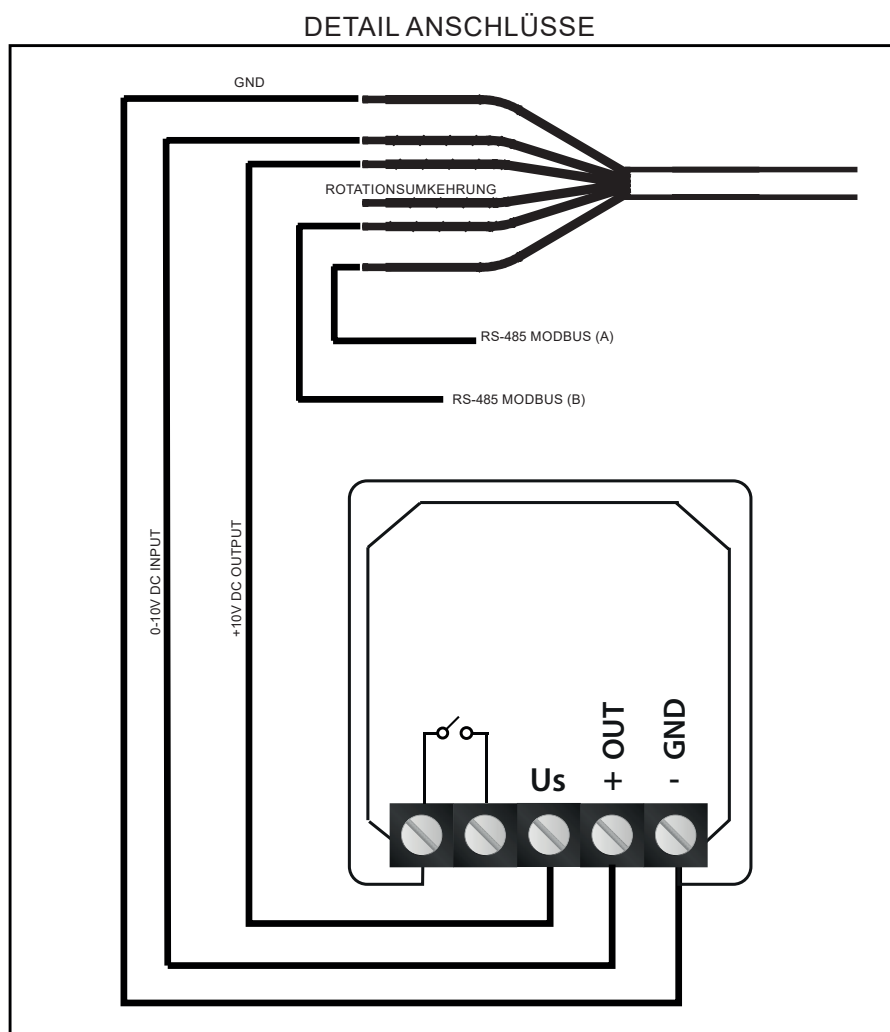 DETAIL ANSCHLÜSSE
GND
ROTATIONSUMKEHRUNG
RS-485 MODBUS (A)
RS-485 MODBUS (B)
0-10V DC INPUT
+10V DC OUTPUT
Us
+ OUT
- GND